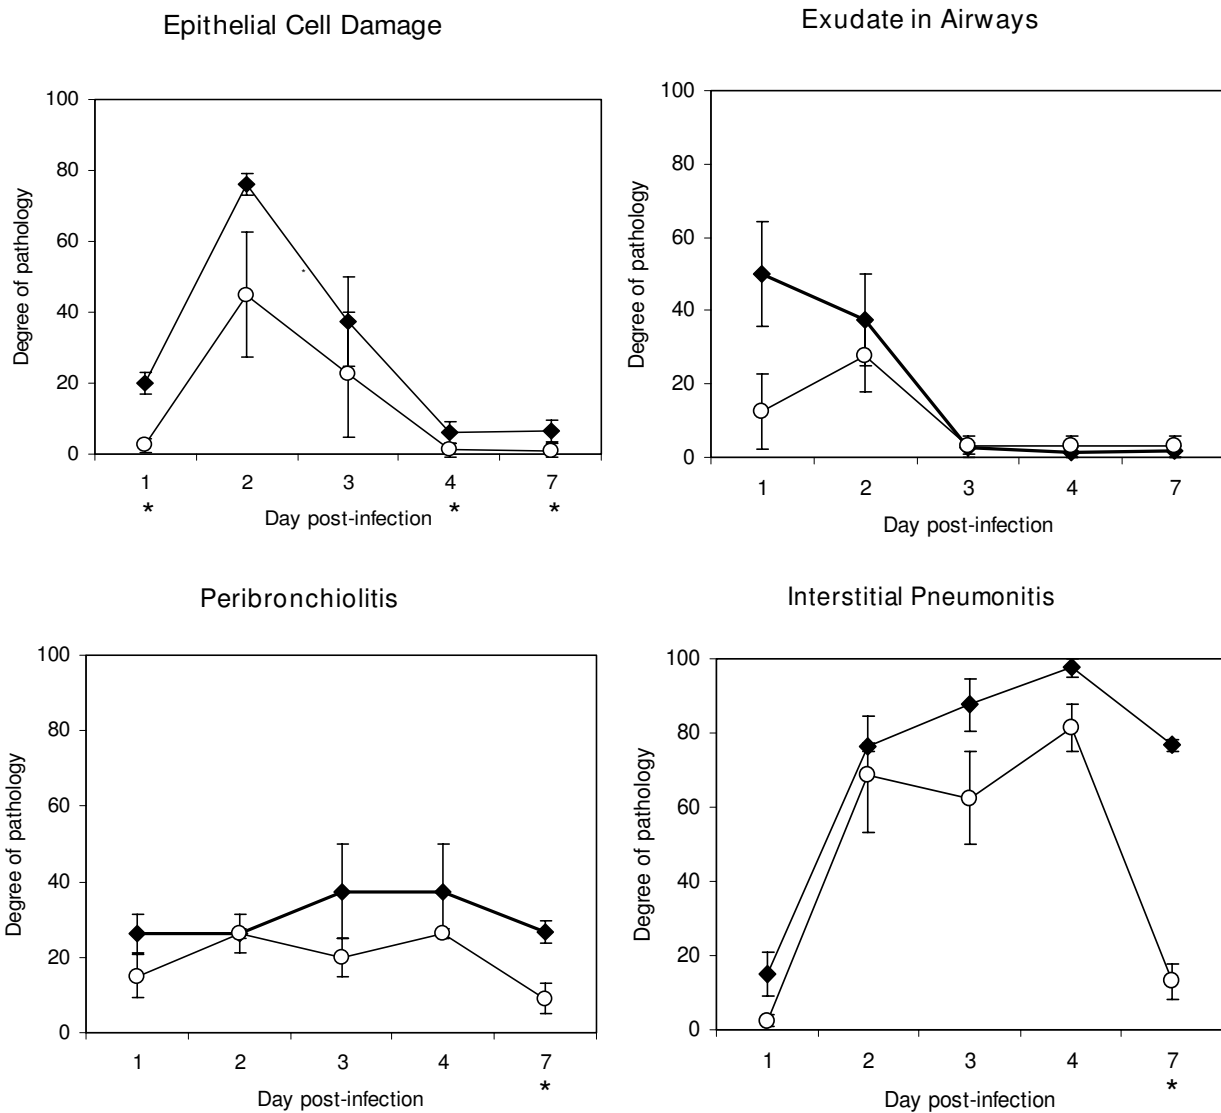 Epithelial Cell Damage
100
80
60
40
20
0
Degree of pathology
1 2 3 4 7
* * *
Day post-infection
Exudate in Airways
100
80
60
40
20
0
Degree of pathology
1 2 3 4 7
Day post-infection
Peribronchiolitis
100
80
60
40
20
0
Degree of pathology
1 2 3 4 7
*
Day post-infection
Interstitial Pneumonitis
100
80
60
40
20
0
Degree of pathology
1 2 3 4 7
*
Day post-infection